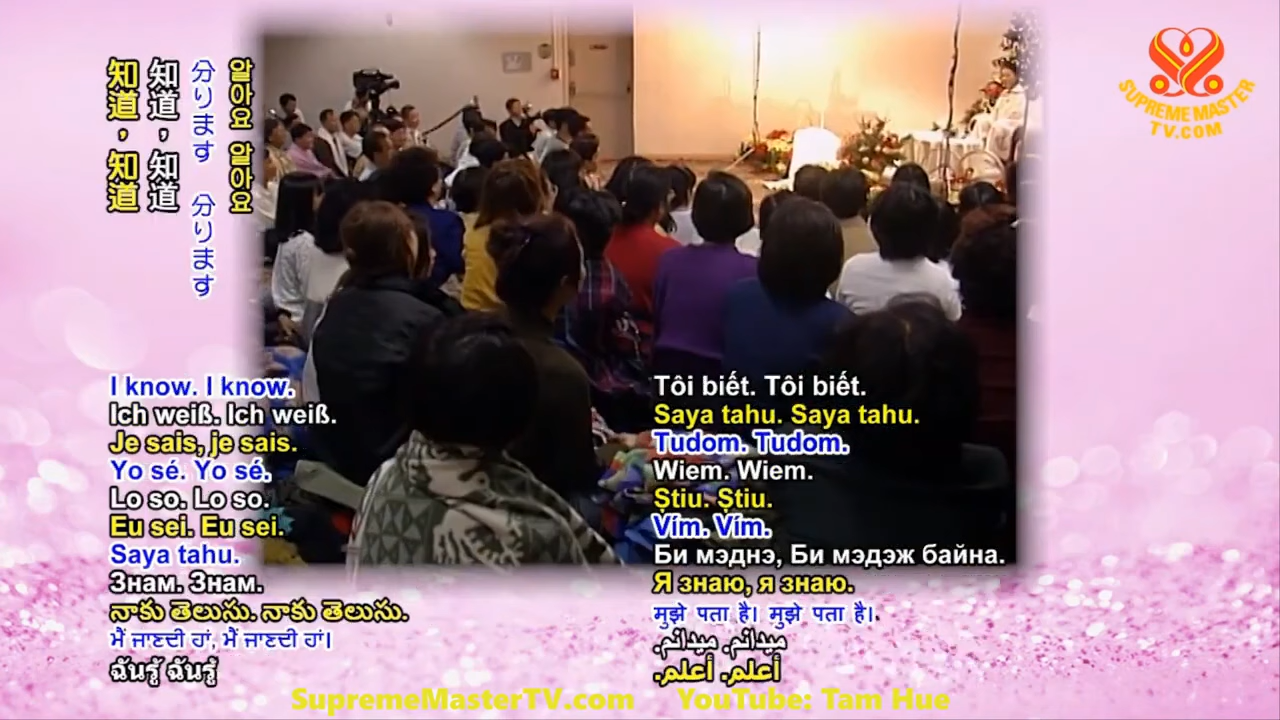 알아요 알아요
分ります 分ります
知道，知道
知道，知道
SUPREME MASTER
TV.COM
I know. I know.
Ich weiß. Ich weiß.
Je sais, je sais.
Yo sé. Yo sé.
Lo so. Lo so.
Eu sei. Eu sei.
Saya tahu.
Знам. Знам.
నాకు తెలుసు. నాకు తెలుసు.
ਮੈਂ ਜਾਣਦੀ ਹਾਂ, ਮੈਂ ਜਾਣਦੀ ਹਾਂ।
ฉันรู้ ฉันรู้
Tôi biết. Tôi biết.
Saya tahu. Saya tahu.
Tudom. Tudom.
Wiem. Wiem.
Știu. Știu.
Vím. Vím.
Би мэднэ, Би мэдэж байна.
Я знаю, я знаю.
मुझे पता है। मुझे पता है।
میدانم. میدانم.
أعلم. أعلم.
SupremeMasterTV.com YouTube: Tam Hue